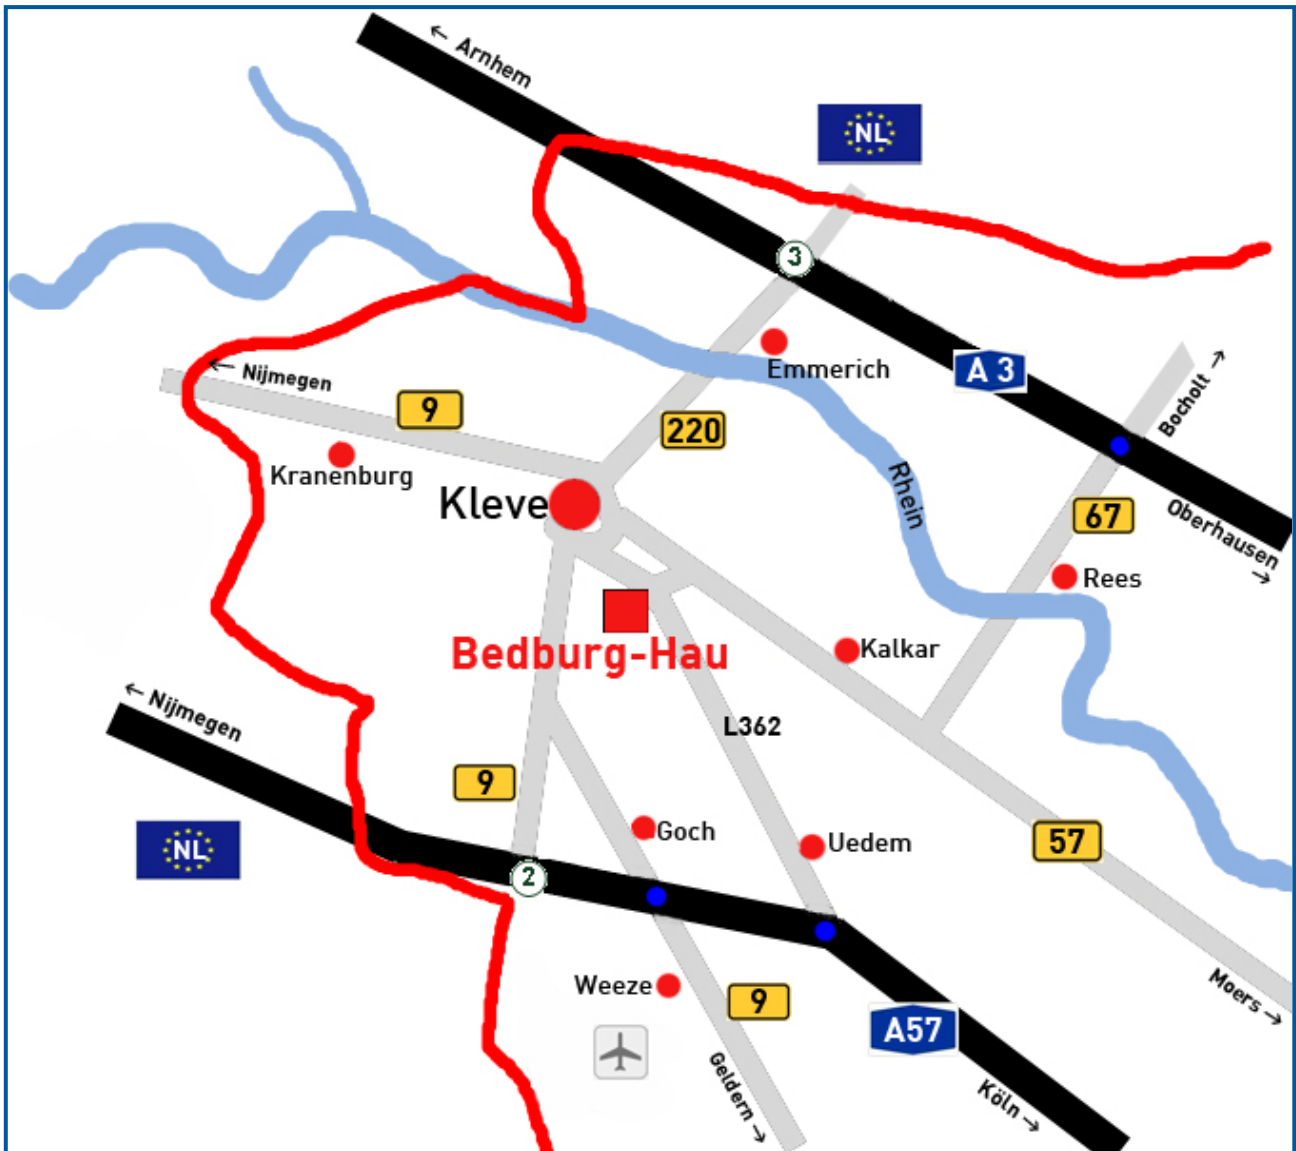 ← Arnhem
NL
3
A 3
Emmerich
← Nijmegen
9
220
Bocholt →
Kranenburg
Kleve
Rhein
67
Oberhausen →
Rees
Bedburg-Hau
Kalkar
← Nijmegen
L362
9
NL
Goch
Uedem
57
2
Weeze
9
Moers →
A57
Geldern →
Köln →